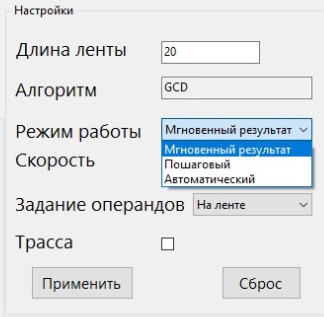 Настройки
Длина ленты 20
Алгоритм GCD
Режим работы Мгновенный результат
Мгновенный результат
Скорость Пошаговый
Автоматический
Задание операндов На ленте
Трасса
Применить Сброс